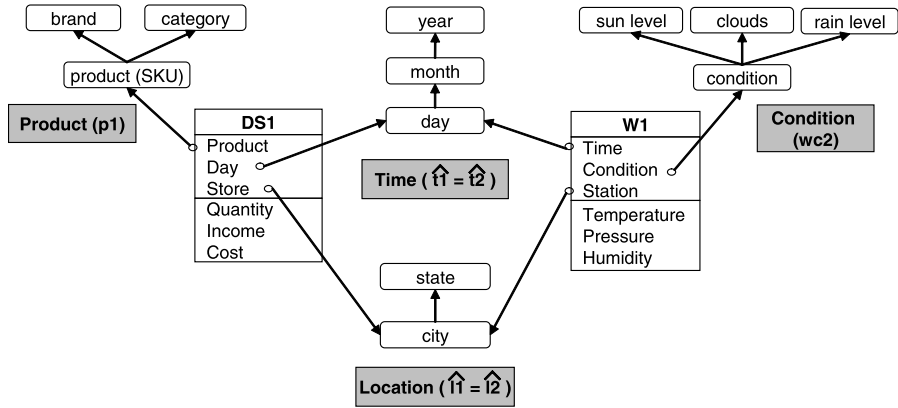 brand
category
year
sun level
clouds
rain level
product (SKU)
month
condition
Product (p1)
DS1
Product
Day
Store
Quantity
Income
Cost
day
Time ( t̂1 = t̂2 )
W1
Time
Condition
Station
Temperature
Pressure
Humidity
Condition
(wc2)
state
city
Location ( l̂1 = l̂2 )